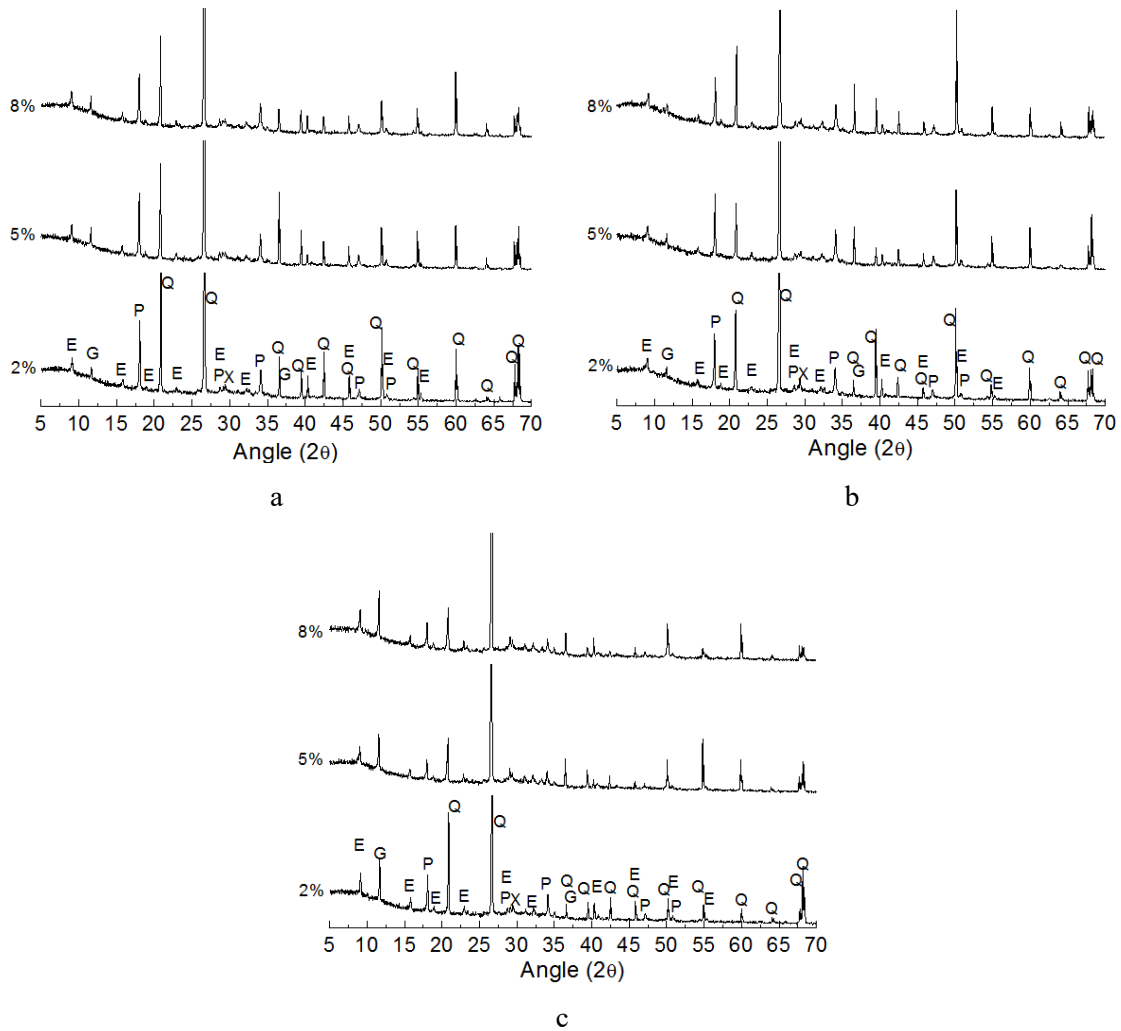 8%
5%
2%
E G E P E Q E Q E P X E P Q G Q E Q E Q P Q E P Q E Q Q Q Q
5 10 15 20 25 30 35 40 45 50 55 60 65 70
Angle (2θ)
a
8%
5%
2%
E G E P E Q E Q E P X E P Q G Q E Q E Q P Q E P Q E Q Q Q Q
5 10 15 20 25 30 35 40 45 50 55 60 65 70
Angle (2θ)
b
8%
5%
2%
E G E P E Q E Q E P X E P Q G Q E Q E Q P Q E P Q E Q Q Q Q
5 10 15 20 25 30 35 40 45 50 55 60 65 70
Angle (2θ)
c